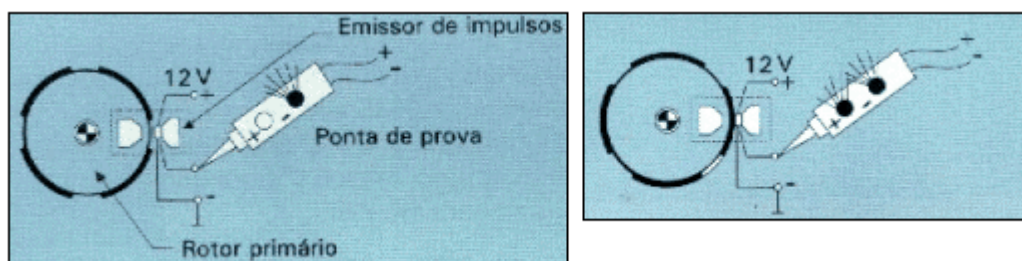 Emissor de impulsos
+
-
12 V
+
+
-
Ponta de prova
-
Rotor primário
+
-
12 V
+
+
-
-